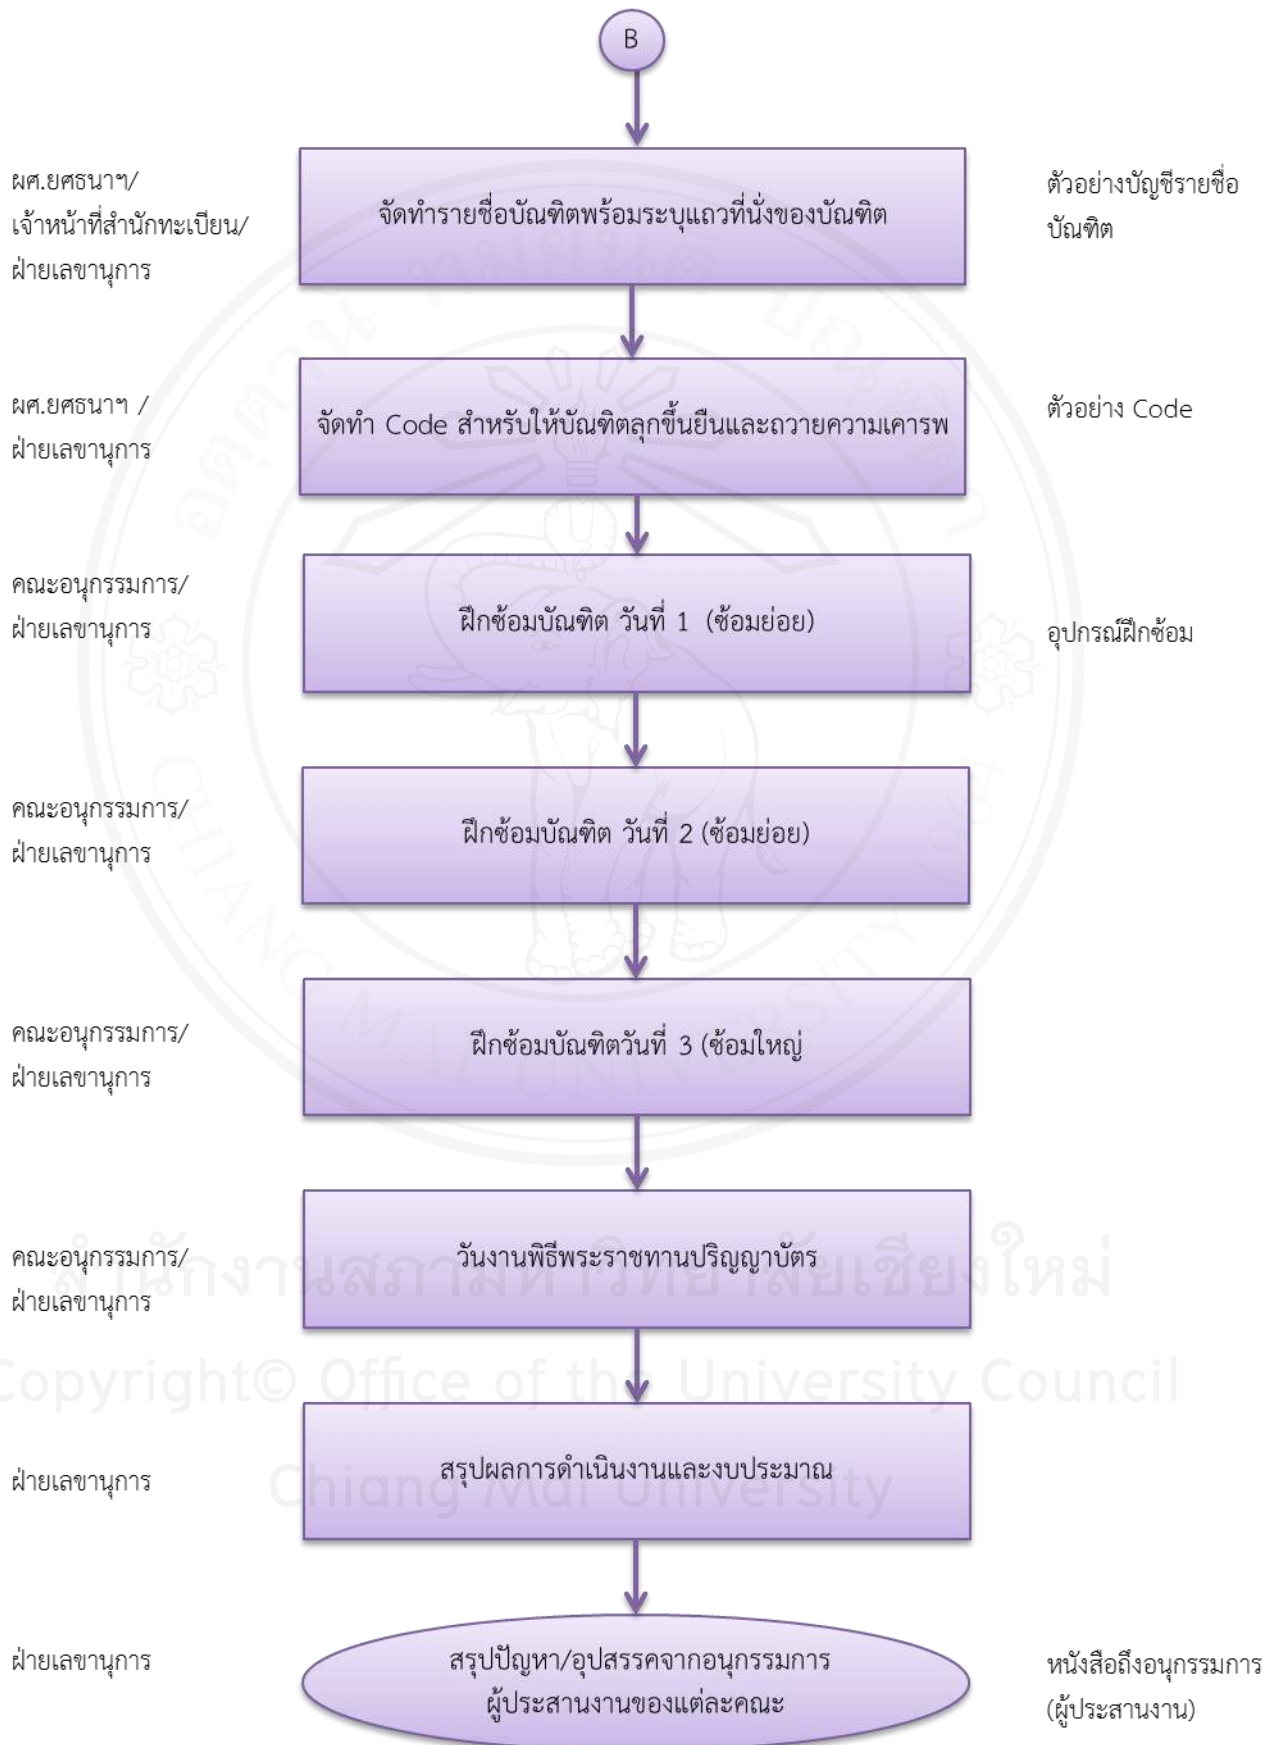 B
ผศ.ยศธนาฯ/
เจ้าหน้าที่สำนักทะเบียน/
ฝ่ายเลขานุการ
จัดทำรายชื่อบัณฑิตพร้อมระบุแถวที่นั่งของบัณฑิต
ตัวอย่างบัญชีรายชื่อ
บัณฑิต
ผศ.ยศธนาฯ /
ฝ่ายเลขานุการ
จัดทำ Code สำหรับให้บัณฑิตลุกขึ้นยืนและถวายความเคารพ
ตัวอย่าง Code
คณะอนุกรรมการ/
ฝ่ายเลขานุการ
ฝึกซ้อมบัณฑิต วันที่ 1 (ซ้อมย่อย)
อุปกรณ์ฝึกซ้อม
คณะอนุกรรมการ/
ฝ่ายเลขานุการ
ฝึกซ้อมบัณฑิต วันที่ 2 (ซ้อมย่อย)
คณะอนุกรรมการ/
ฝ่ายเลขานุการ
ฝึกซ้อมบัณฑิตวันที่ 3 (ซ้อมใหญ่
คณะอนุกรรมการ/
ฝ่ายเลขานุการ
วันงานพิธีพระราชทานปริญญาบัตร
ฝ่ายเลขานุการ
สรุปผลการดำเนินงานและงบประมาณ
ฝ่ายเลขานุการ
สรุปปัญหา/อุปสรรคจากอนุกรรมการ
ผู้ประสานงานของแต่ละคณะ
หนังสือถึงอนุกรรมการ
(ผู้ประสานงาน)
อตฺตานํ ทมยนฺติ ปณฺฑิตา
CHIANG MAI UNIVERSITY 1964
สำนักงานสภามหาวิทยาลัยเชียงใหม่
Copyright© Office of the University Council
Chiang Mai University